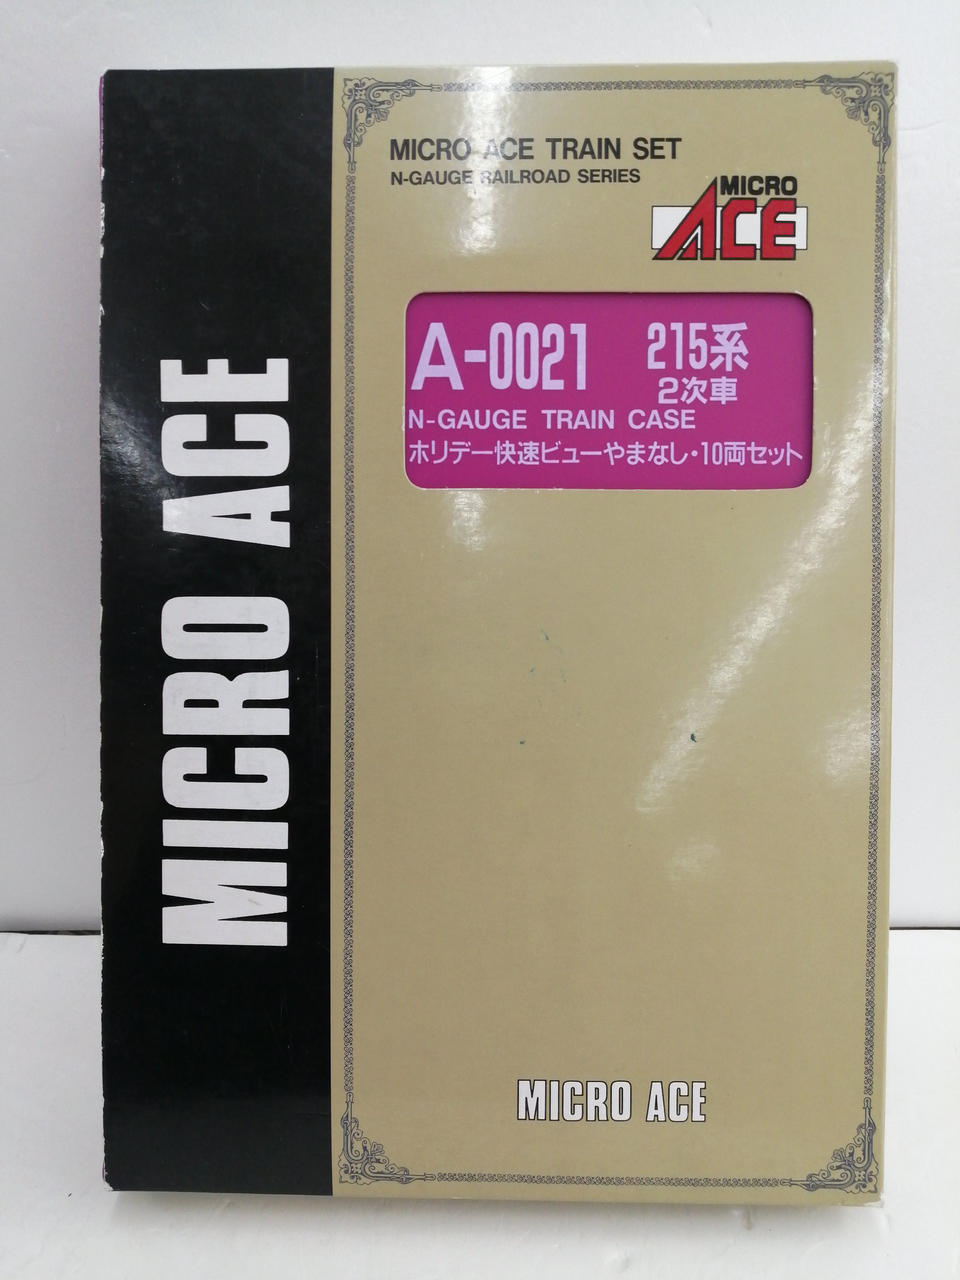 MICRO ACE
MICRO ACE TRAIN SET
N-GAUGE RAILROAD SERIES
MICRO
ACE
A-0021 215系
2次車
N-GAUGE TRAIN CASE
ホリデー快速ビューやまなし・10両セット
MICRO ACE